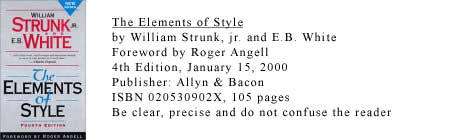 NEW
WILLIAM
STRUNK JR.
AND
E.B. WHITE
The
ELEMENTS
of
STYLE
FOURTH EDITION
FOREWORD BY ROGER ANGELL
The Elements of Style
by William Strunk, jr. and E.B. White
Foreword by Roger Angell
4th Edition, January 15, 2000
Publisher: Allyn & Bacon
ISBN 020530902X, 105 pages
Be clear, precise and do not confuse the reader